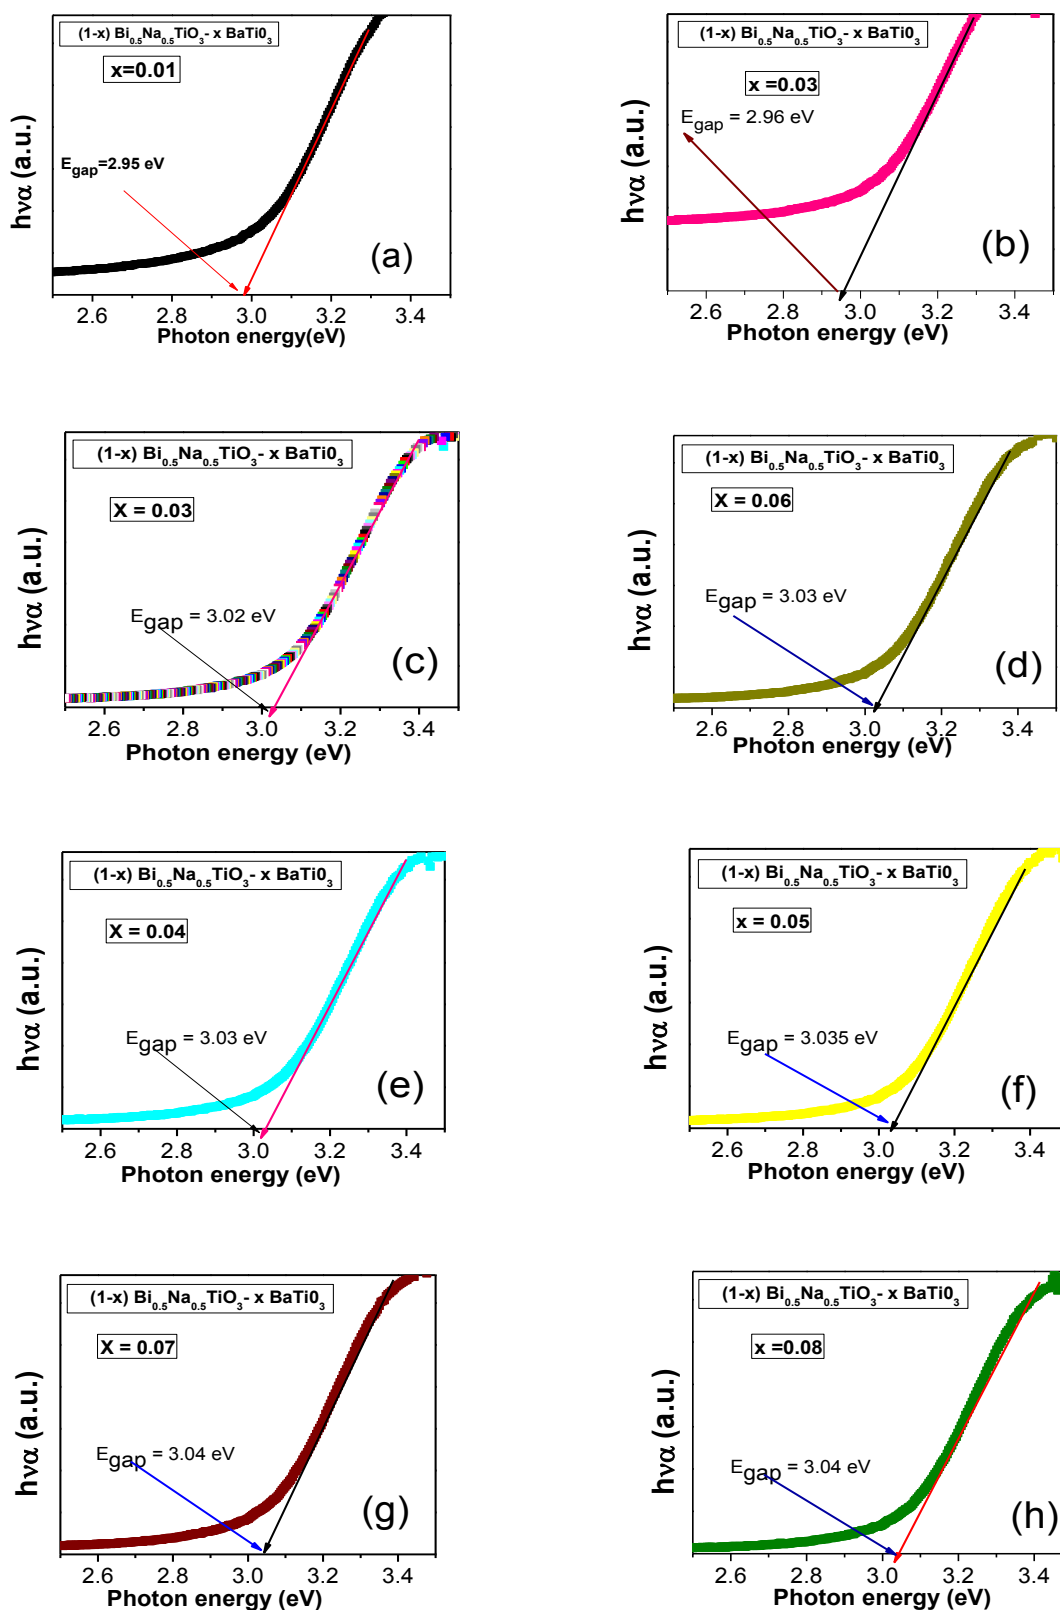 (1-x) Bi0.5Na0.5TiO3- x BaTi03
x=0.01
Egap=2.95 eV
(a)
hνα (a.u.)
2.6 2.8 3.0 3.2 3.4
Photon energy(eV)
(1-x) Bi0.5Na0.5TiO3- x BaTi03
x =0.03
Egap = 2.96 eV
(b)
hνα (a.u.)
2.6 2.8 3.0 3.2 3.4
Photon energy (eV)
(1-x) Bi0.5Na0.5TiO3- x BaTi03
X = 0.03
Egap = 3.02 eV
(c)
hνα (a.u.)
2.6 2.8 3.0 3.2 3.4
Photon energy (eV)
(1-x) Bi0.5Na0.5TiO3- x BaTi03
X = 0.06
Egap = 3.03 eV
(d)
hνα (a.u.)
2.6 2.8 3.0 3.2 3.4
Photon energy (eV)
(1-x) Bi0.5Na0.5TiO3- x BaTi03
X = 0.04
Egap = 3.03 eV
(e)
hνα (a.u.)
2.6 2.8 3.0 3.2 3.4
Photon energy (eV)
(1-x) Bi0.5Na0.5TiO3- x BaTi03
x = 0.05
Egap = 3.035 eV
(f)
hνα (a.u.)
2.6 2.8 3.0 3.2 3.4
Photon energy (eV)
(1-x) Bi0.5Na0.5TiO3- x BaTi03
X = 0.07
Egap = 3.04 eV
(g)
hνα (a.u.)
2.6 2.8 3.0 3.2 3.4
Photon energy (eV)
(1-x) Bi0.5Na0.5TiO3- x BaTi03
x =0.08
Egap = 3.04 eV
(h)
hνα (a.u.)
2.6 2.8 3.0 3.2 3.4
Photon energy (eV)